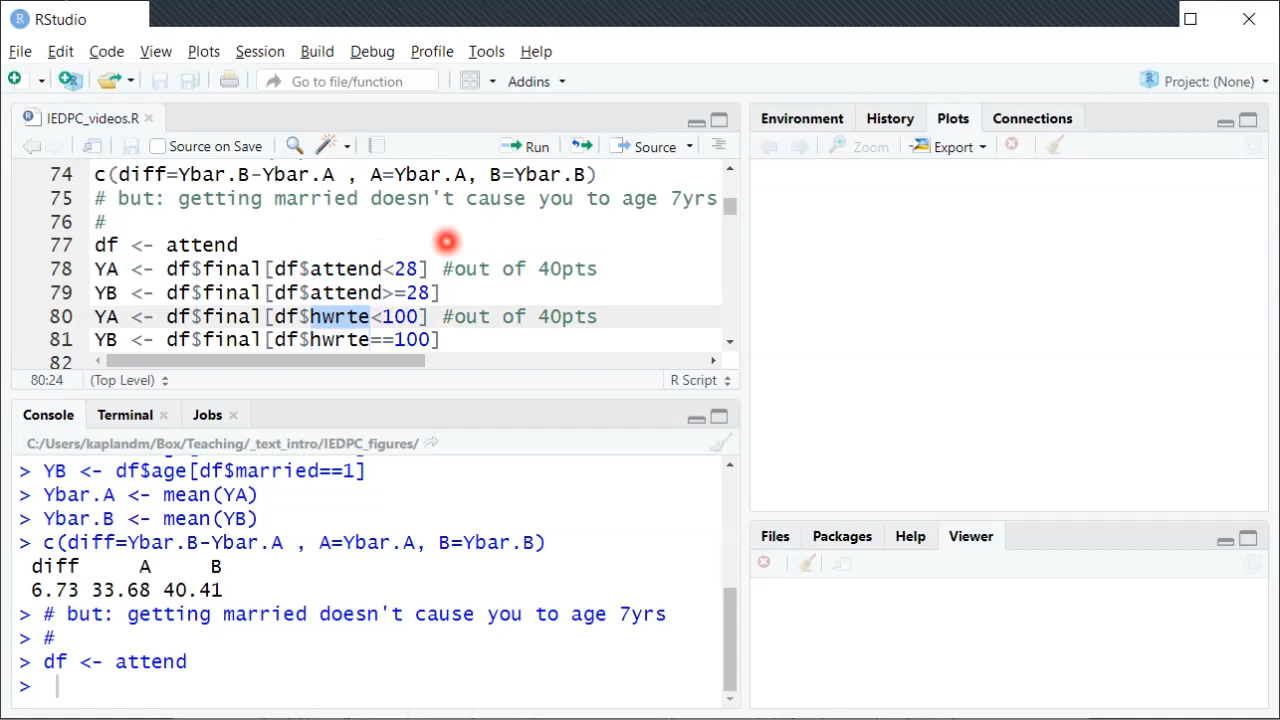 RStudio
File Edit Code View Plots Session Build Debug Profile Tools Help
Go to file/function Addins Project: (None)
IEDPC_videos.R
Source on Save Run Source
74 c(diff=Ybar.B-Ybar.A , A=Ybar.A, B=Ybar.B)
75 # but: getting married doesn't cause you to age 7yrs
76 #
77 df <- attend
78 YA <- df$final[df$attend<28] #out of 40pts
79 YB <- df$final[df$attend>=28]
80 YA <- df$final[df$hwrte<100] #out of 40pts
81 YB <- df$final[df$hwrte==100]
82
80:24 (Top Level) R Script
Console Terminal Jobs
C:/Users/kaplandm/Box/Teaching/_text_intro/IEDPC_figures/
> YB <- df$age[df$married==1]
> Ybar.A <- mean(YA)
> Ybar.B <- mean(YB)
> c(diff=Ybar.B-Ybar.A , A=Ybar.A, B=Ybar.B)
diff A B
6.73 33.68 40.41
> # but: getting married doesn't cause you to age 7yrs
> #
> df <- attend
>
Environment History Plots Connections
Zoom Export
Files Packages Help Viewer